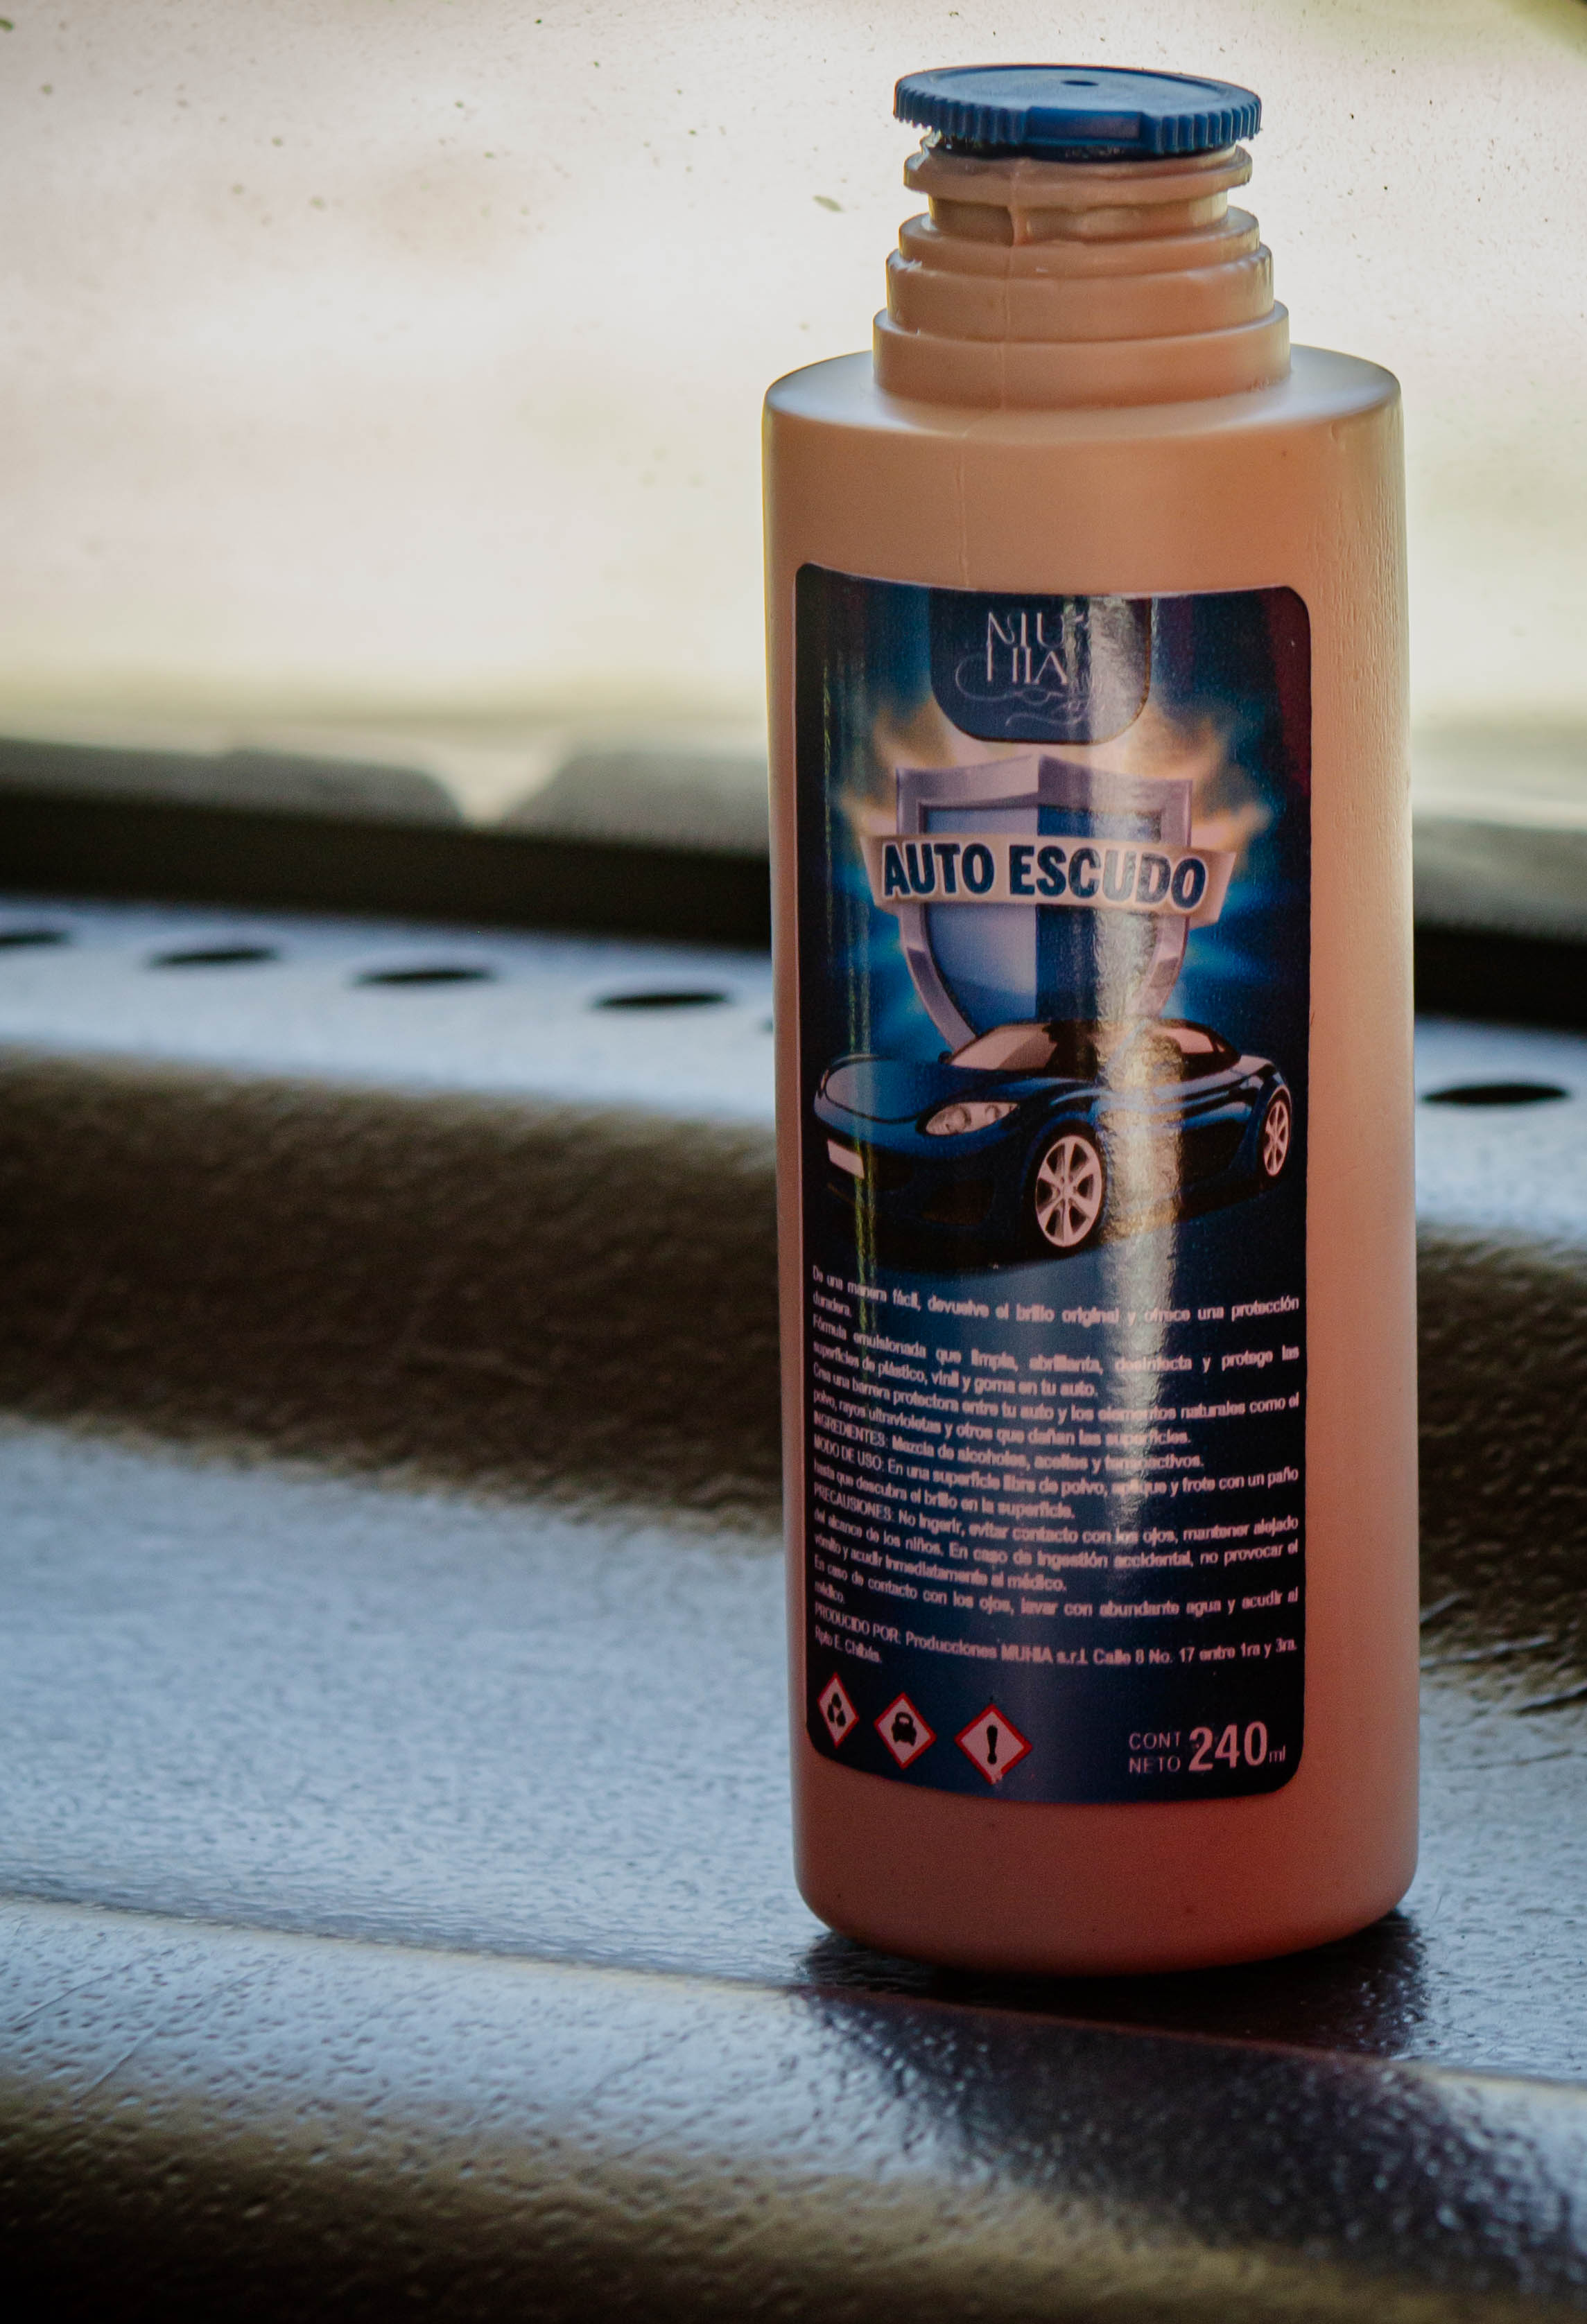 MU
HIA
AUTO ESCUDO
De una manera fácil, devuelve el brillo original y ofrece una protección
duradera.
Fórmula emulsionada que limpia, abrillanta, desinfecta y protege las
superficies de plástico, vinil y goma en tu auto.
Crea una barrera protectora entre tu auto y los elementos naturales como el
polvo, rayos ultravioletas y otros que dañan las superficies.
INGREDIENTES: Mezcla de alcoholes, aceites y tensoactivos.
MODO DE USO: En una superficie libre de polvo, aplique y frote con un paño
hasta que descubra el brillo en la superficie.
PRECAUSIONES: No ingerir, evitar contacto con los ojos, mantener alejado
del alcance de los niños. En caso de ingestión accidental, no provocar el
vómito y acudir inmediatamente al médico.
En caso de contacto con los ojos, lavar con abundante agua y acudir al
médico.
PRODUCIDO POR: Producciones MUHIA s.r.l. Calle 8 No. 17 entre 1ra y 3ra.
Rpto E. Chibás.
CONT
NETO 240 ml